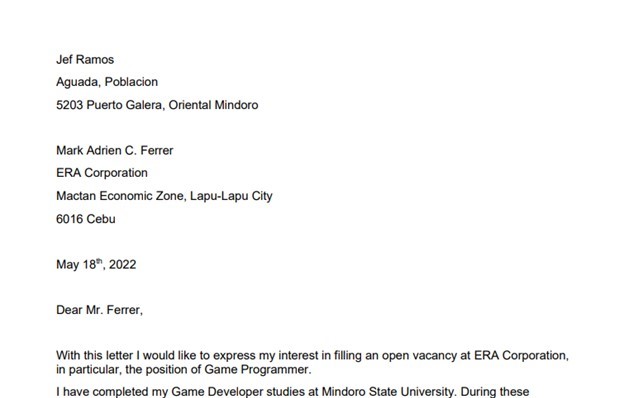 Jef Ramos
Aguada, Poblacion
5203 Puerto Galera, Oriental Mindoro
Mark Adrien C. Ferrer
ERA Corporation
Mactan Economic Zone, Lapu-Lapu City
6016 Cebu
May 18th, 2022
Dear Mr. Ferrer,
With this letter I would like to express my interest in filling an open vacancy at ERA Corporation,
in particular, the position of Game Programmer.
I have completed my Game Developer studies at Mindoro State University. During these